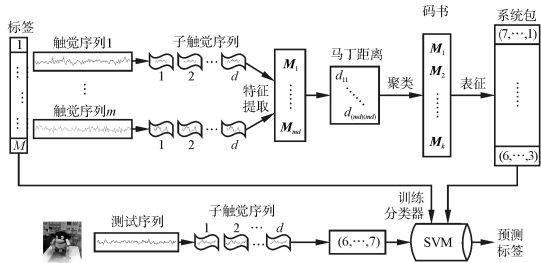 标签
1
⋮ ⋮
M
触觉序列1
⋮
触觉序列m
子触觉序列
1 2 ⋯ d
1 2 ⋯ d
特征
提取
M1
⋮ ⋮
Mmd
马丁距离
d11
⋱
d(md)(md)
聚类
码书
M1
M2
⋮ ⋮
Mk
表征
系统包
(7,⋯,1)
⋮ ⋮
(6,⋯,3)
训练
分类器
测试序列
子触觉序列
1 2 ⋯ d
(6,⋯,7)
SVM
预测
标签